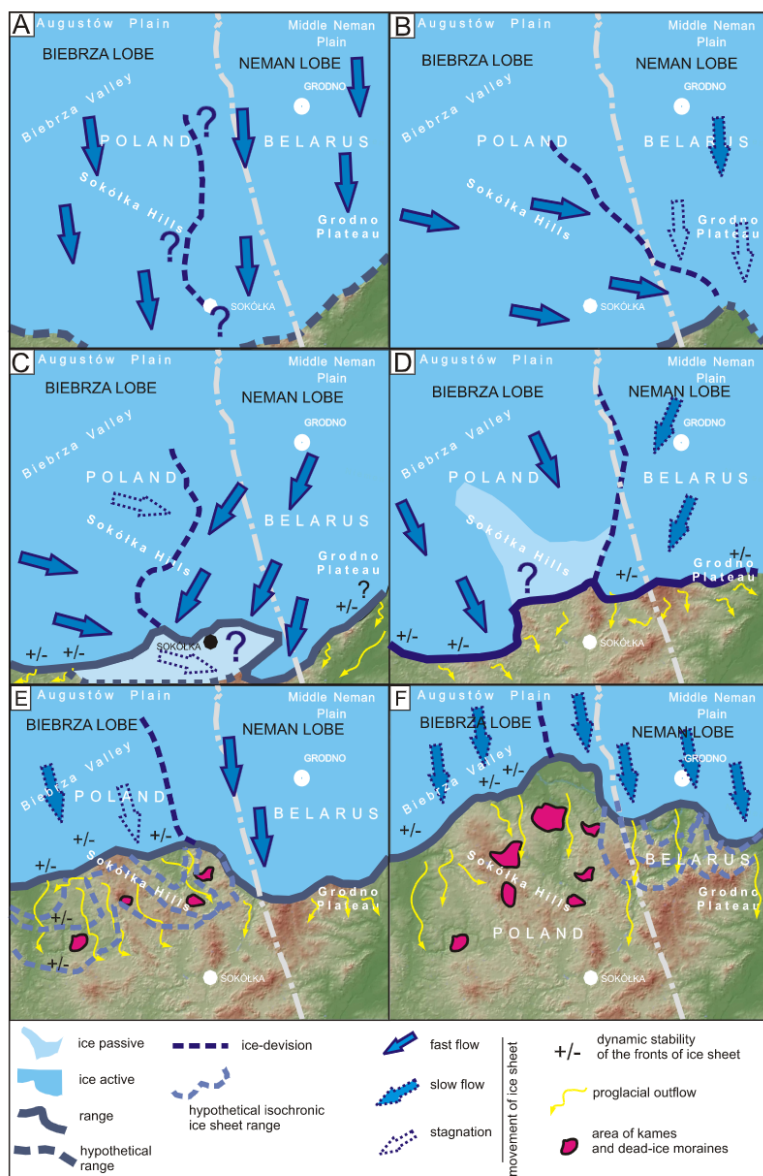 A
Augustów Plain
Middle Neman
Plain
BIEBRZA LOBE
NEMAN LOBE
GRODNO
Biebrza Valley
POLAND
?
BELARUS
Sokółka Hills
Grodno
Plateau
?
SOKÓŁKA
?
B
Augustów Plain
Middle Neman
Plain
BIEBRZA LOBE
NEMAN LOBE
GRODNO
Biebrza Valley
POLAND
BELARUS
Sokółka Hills
Grodno
Plateau
SOKÓŁKA
C
Augustów Plain
Middle Neman
Plain
BIEBRZA LOBE
NEMAN LOBE
GRODNO
Biebrza Valley
POLAND
BELARUS
Sokółka Hills
Grodno
Plateau
?
+/-
SOKÓŁKA
?
+/-
+/-
D
Augustów Plain
Middle Neman
Plain
BIEBRZA LOBE
NEMAN LOBE
GRODNO
Biebrza Valley
POLAND
BELARUS
Sokółka Hills
+/-
Grodno
Plateau
?
+/-
+/-
+/-
SOKÓŁKA
E
Augustów Plain
Middle Neman
Plain
BIEBRZA LOBE
NEMAN LOBE
GRODNO
Biebrza Valley
POLAND
BELARUS
+/-
+/-
+/-
+/-
Sokółka Hills
Grodno
Plateau
+/-
+/-
SOKÓŁKA
F
Augustów Plain
Middle Neman
Plain
BIEBRZA LOBE
NEMAN LOBE
GRODNO
Biebrza Valley
+/-
+/-
+/-
BELARUS
Sokółka Hills
Grodno
Plateau
POLAND
SOKÓŁKA
ice passive
ice active
range
hypothetical
range
ice-devision
hypothetical isochronic
ice sheet range
fast flow
slow flow
stagnation
movement of ice sheet
+/-
dynamic stability
of the fronts of ice sheet
proglacial outflow
area of kames
and dead-ice moraines